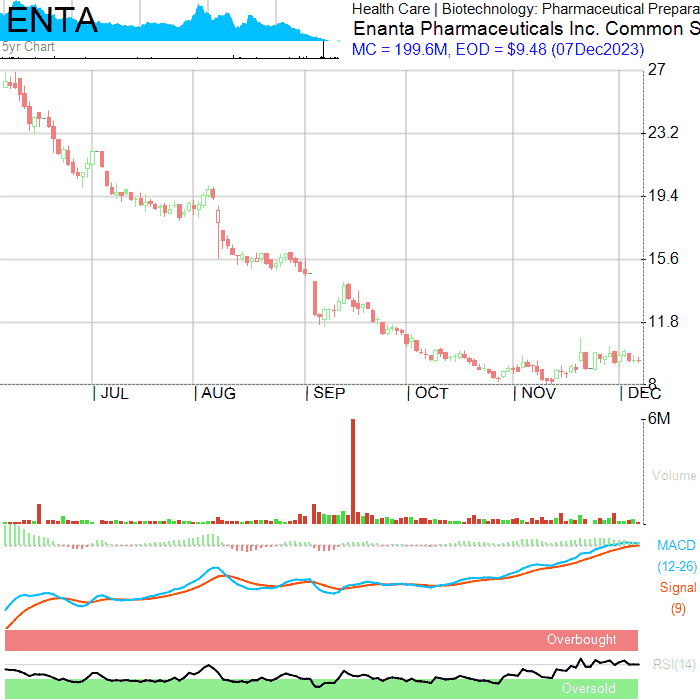 ENTA
5yr Chart
Health Care | Biotechnology: Pharmaceutical Prepara
Enanta Pharmaceuticals Inc. Common S
MC = 199.6M, EOD = $9.48 (07Dec2023)
27
23.2
19.4
15.6
11.8
8
| JUL | AUG | SEP | OCT | NOV | DEC
6M
Volume
MACD
(12-26)
Signal
(9)
Overbought
RSI(14)
Oversold